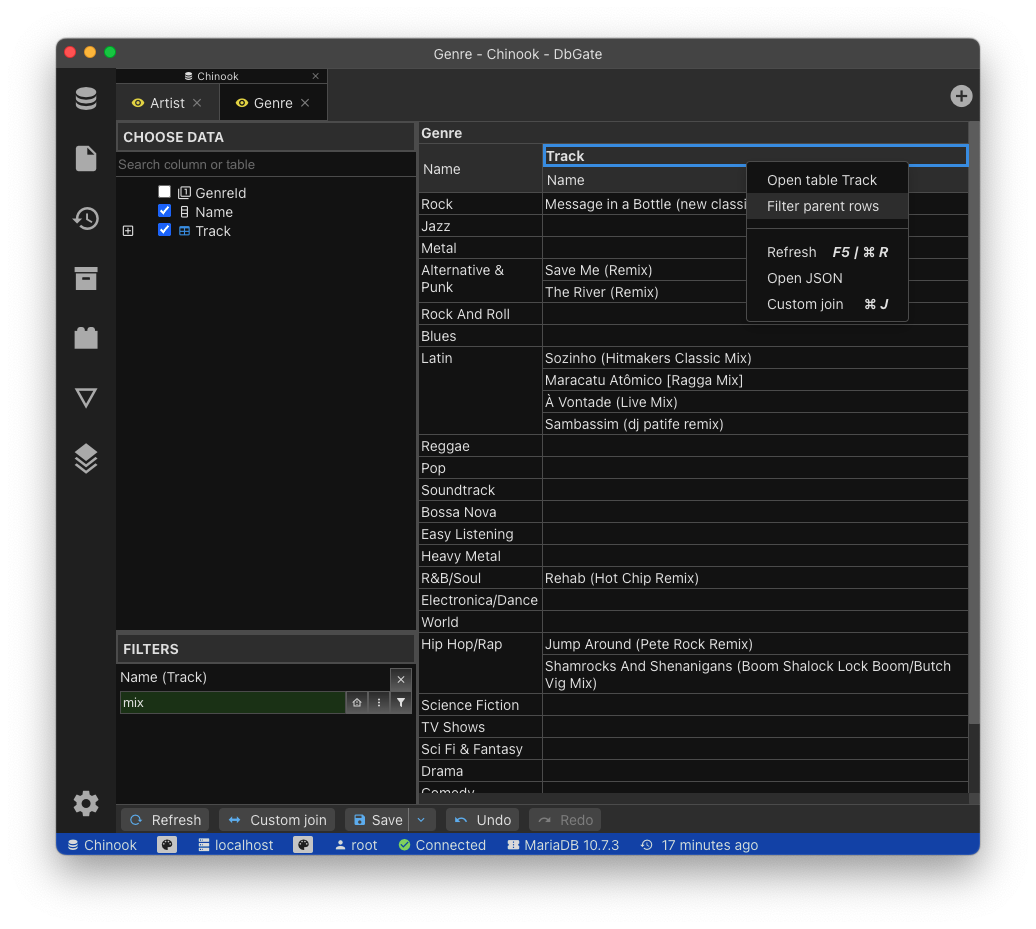 Genre - Chinook - DbGate
Chinook
Artist
Genre
CHOOSE DATA
Search column or table
GenreId
Name
Track
FILTERS
Name (Track)
mix
Genre
Name
Track
Name
Rock
Message in a Bottle (new classi
Jazz
Metal
Alternative &
Punk
Save Me (Remix)
The River (Remix)
Rock And Roll
Blues
Latin
Sozinho (Hitmakers Classic Mix)
Maracatu Atômico [Ragga Mix]
À Vontade (Live Mix)
Sambassim (dj patife remix)
Reggae
Pop
Soundtrack
Bossa Nova
Easy Listening
Heavy Metal
R&B/Soul
Rehab (Hot Chip Remix)
Electronica/Dance
World
Hip Hop/Rap
Jump Around (Pete Rock Remix)
Shamrocks And Shenanigans (Boom Shalock Lock Boom/Butch
Vig Mix)
Science Fiction
TV Shows
Sci Fi & Fantasy
Drama
Comedy
Open table Track
Filter parent rows
Refresh F5 / ⌘ R
Open JSON
Custom join ⌘ J
Refresh
Custom join
Save
Undo
Redo
Chinook
localhost
root
Connected
MariaDB 10.7.3
17 minutes ago